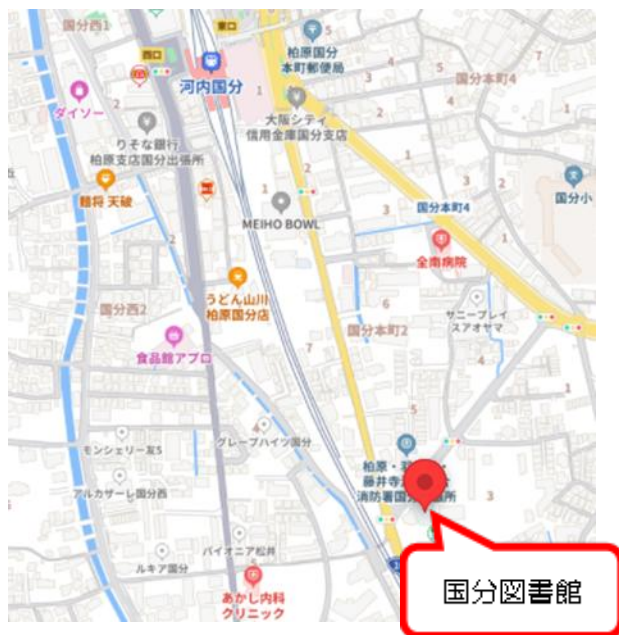 国分西1
東口
西口
柏原国分
本町郵便局
国分本町4
河内国分
ダイソー
大阪シティ
信用金庫国分支店
りそな銀行
柏原支店国分出張所
麺将 天破
MEIHO BOWL
国分小
国分本町4
全南病院
うどん山川
柏原国分店
国分西2
サニープレイ
スアオヤマ
国分本町2
食品館アプロ
モンシェリー友5
グレープハイツ国分
柏原・
藤井寺
消防署国分
アルカサーレ国分西
パイオニア松井
ルキア国分
あかし内科
クリニック
国分図書館